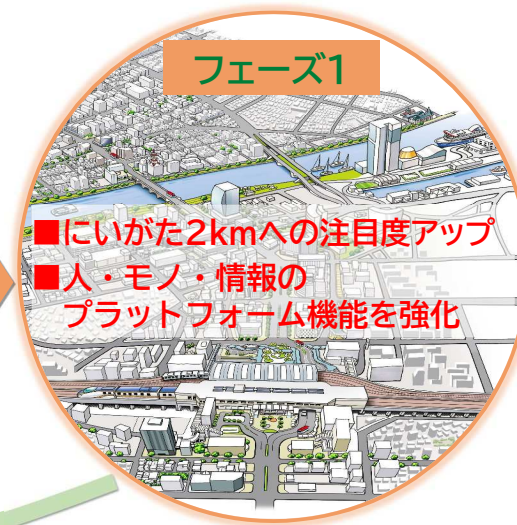 フェーズ1
■にいがた2kmへの注目度アップ
■人・モノ・情報の
プラットフォーム機能を強化